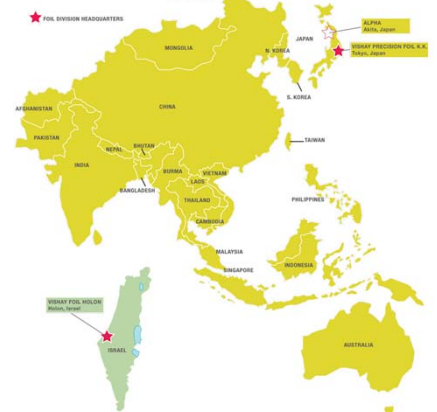 FOIL DIVISION HEADQUARTERS
ALPHA
Akita, Japan
JAPAN
VISHAY PRECISION FOIL K.K.
Tokyo, Japan
MONGOLIA
N. KOREA
S. KOREA
CHINA
AFGHANISTAN
PAKISTAN
NEPAL
BHUTAN
TAIWAN
INDIA
BURMA
VIETNAM
LAOS
BANGLADESH
THAILAND
PHILIPPINES
CAMBODIA
MALAYSIA
SINGAPORE
INDONESIA
VISHAY FOIL HOLON
Holon, Israel
ISRAEL
AUSTRALIA